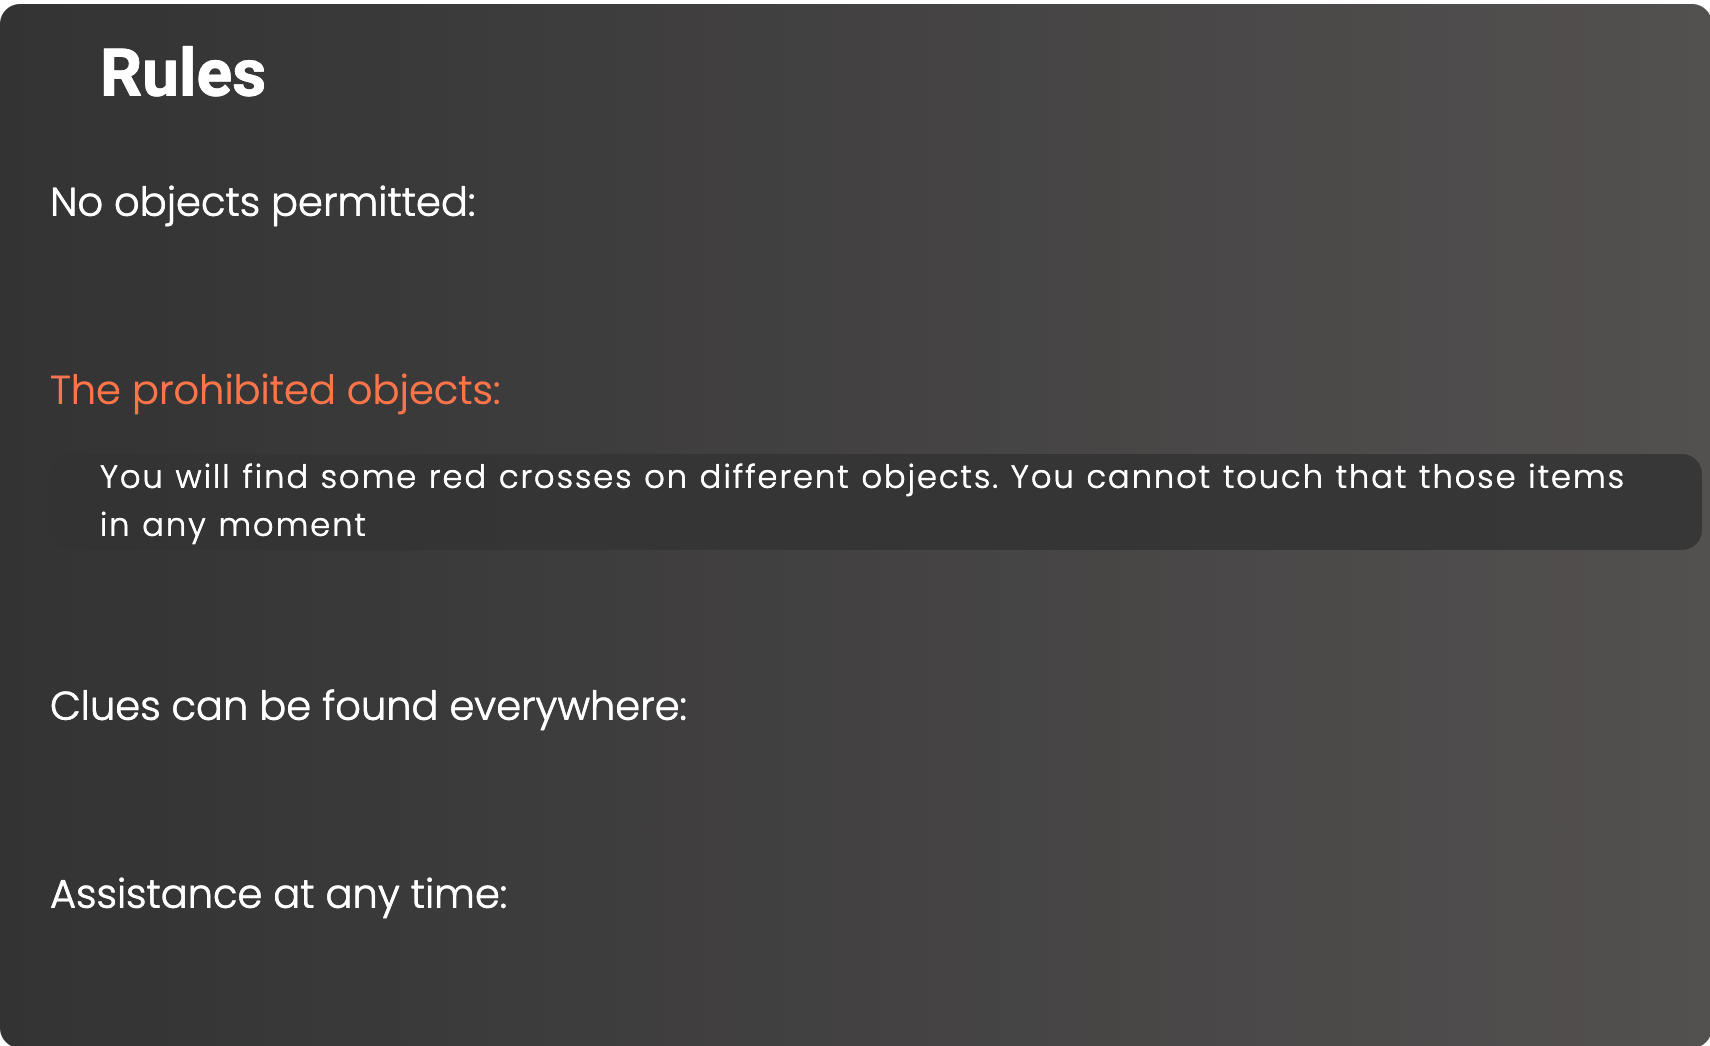 Rules
No objects permitted:
The prohibited objects:
You will find some red crosses on different objects. You cannot touch that those items
in any moment
Clues can be found everywhere:
Assistance at any time: